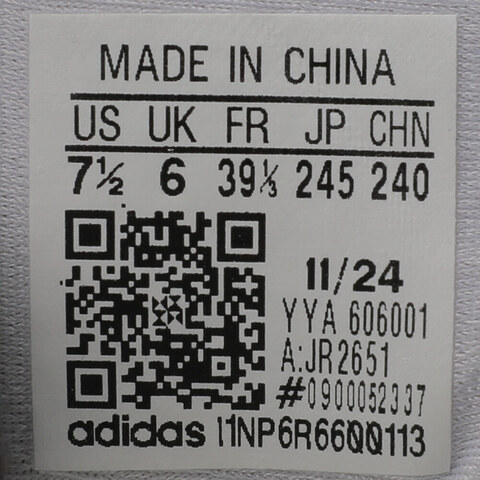 MADE IN CHINA
US UK FR JP CHN
7½ 6 39⅓ 245 240
11/24
YYA 606001
A:JR2651
#0900052337
adidas 11NP6R6600113